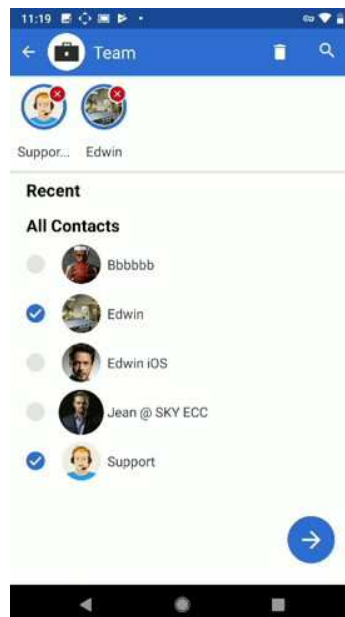 11:19
Team
Suppor... Edwin
Recent
All Contacts
Bbbbbb
Edwin
Edwin iOS
Jean @ SKY ECC
Support